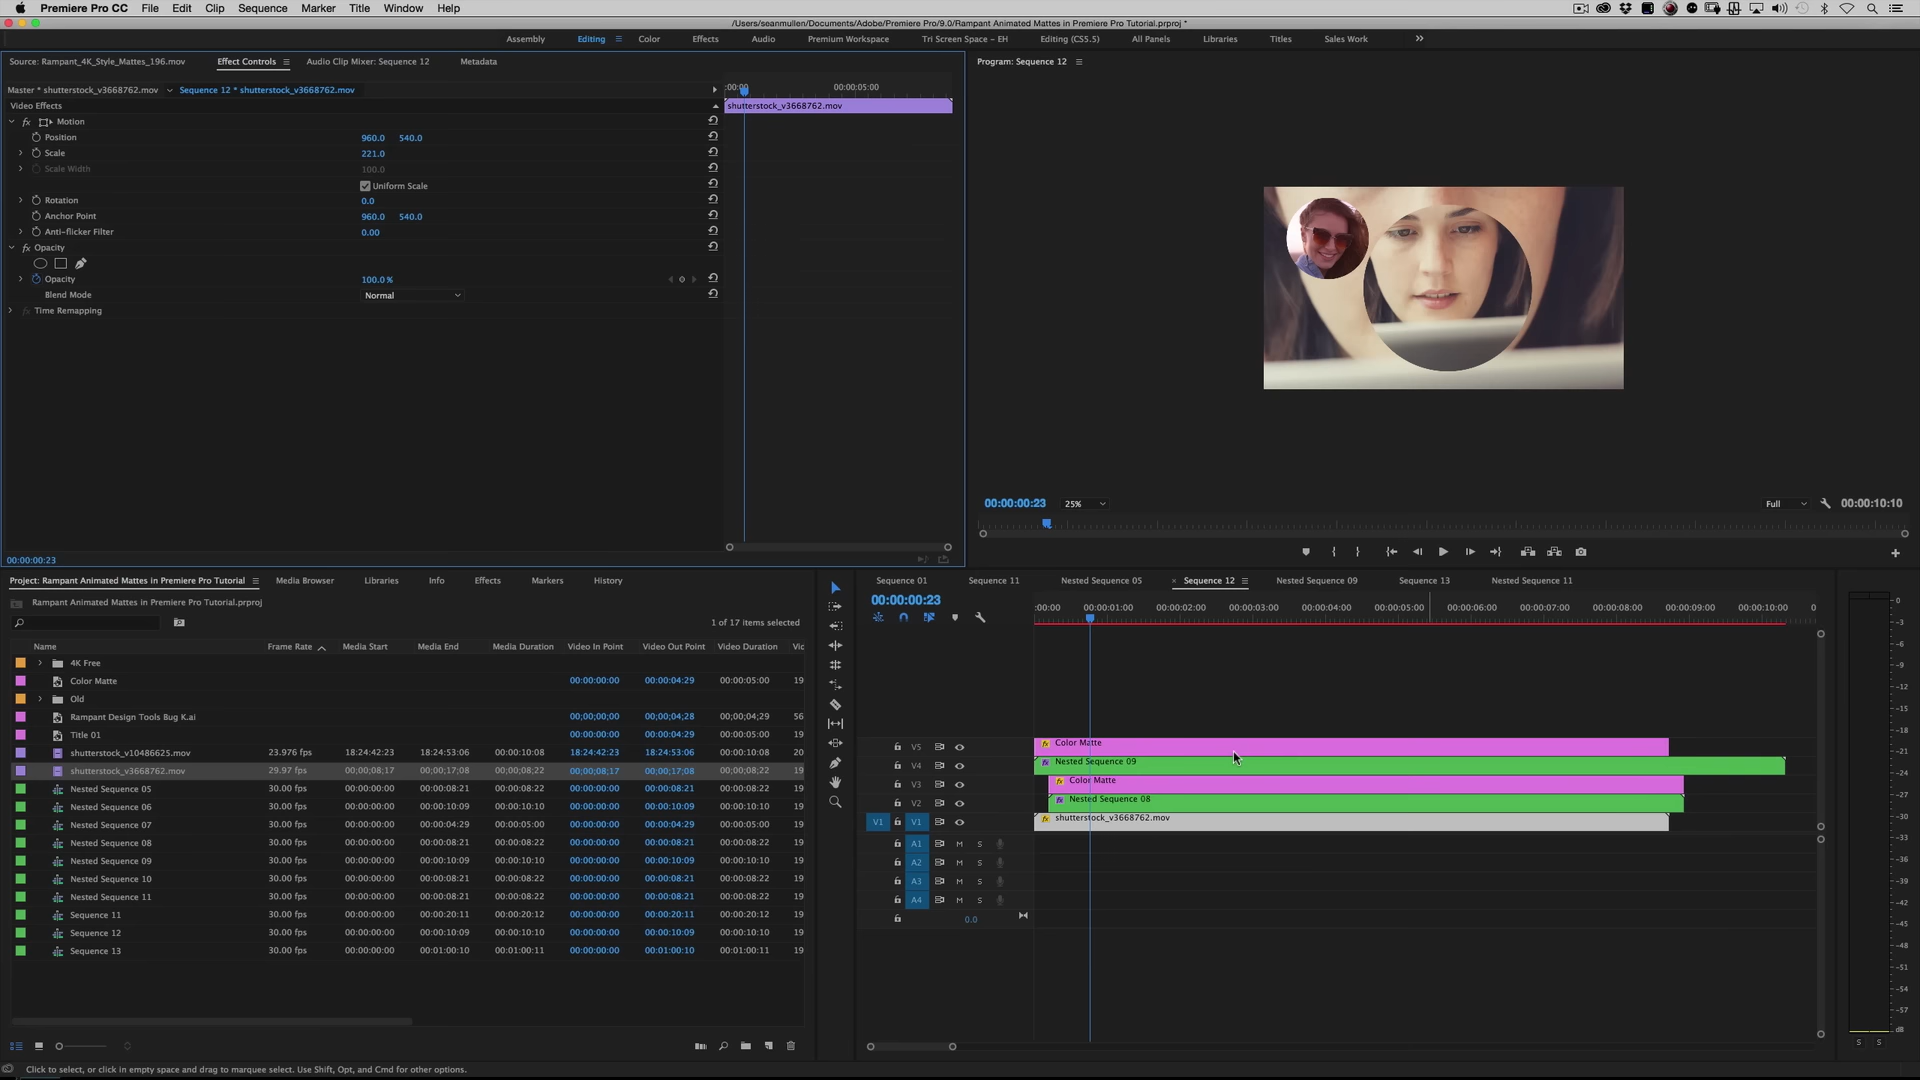 Premiere Pro CC File Edit Clip Sequence Marker Title Window Help
/Users/seanmullen/Documents/Adobe/Premiere Pro/9.0/Rampant Animated Mattes in Premiere Pro Tutorial.prproj *
Assembly Editing Color Effects Audio Premium Workspace Tri Screen Space - EH Editing (CS5.5) All Panels Libraries Titles Sales Work
Source: Rampant_4K_Style_Mattes_196.mov Effect Controls Audio Clip Mixer: Sequence 12 Metadata
Program: Sequence 12
Master * shutterstock_v3668762.mov Sequence 12 * shutterstock_v3668762.mov
:00:00 00:00:05:00
Video Effects
shutterstock_v3668762.mov
fx Motion
Position 960.0 540.0
Scale 221.0
Scale Width 100.0
Uniform Scale
Rotation 0.0
Anchor Point 960.0 540.0
Anti-flicker Filter 0.00
fx Opacity
Opacity 100.0 %
Blend Mode Normal
fx Time Remapping
00:00:00:23
00:00:00:23 25% Full 00:00:10:10
Project: Rampant Animated Mattes in Premiere Pro Tutorial Media Browser Libraries Info Effects Markers History
Rampant Animated Mattes in Premiere Pro Tutorial.prproj
1 of 17 items selected
Name Frame Rate Media Start Media End Media Duration Video In Point Video Out Point Video Duration Vic
4K Free
Color Matte 00:00:00:00 00:00:04:29 00:00:05:00 19
Old
Rampant Design Tools Bug K.ai 00;00;00;00 00;00;04;28 00;00;04;29 56
Title 01 00:00:00:00 00:00:04:29 00:00:05:00 19
shutterstock_v10486625.mov 23.976 fps 18:24:42:23 18:24:53:06 00:00:10:08 18:24:42:23 18:24:53:06 00:00:10:08 20
shutterstock_v3668762.mov 29.97 fps 00;00;08;17 00;00;17;08 00;00;08;22 00;00;08;17 00;00;17;08 00;00;08;22 19
Nested Sequence 05 30.00 fps 00:00:00:00 00:00:08:21 00:00:08:22 00:00:00:00 00:00:08:21 00:00:08:22 19
Nested Sequence 06 30.00 fps 00:00:00:00 00:00:10:09 00:00:10:10 00:00:00:00 00:00:10:09 00:00:10:10 19
Nested Sequence 07 30.00 fps 00:00:00:00 00:00:04:29 00:00:05:00 00:00:00:00 00:00:04:29 00:00:05:00 19
Nested Sequence 08 30.00 fps 00:00:00:00 00:00:08:21 00:00:08:22 00:00:00:00 00:00:08:21 00:00:08:22 19
Nested Sequence 09 30.00 fps 00:00:00:00 00:00:10:09 00:00:10:10 00:00:00:00 00:00:10:09 00:00:10:10 19
Nested Sequence 10 30.00 fps 00:00:00:00 00:00:08:21 00:00:08:22 00:00:00:00 00:00:08:21 00:00:08:22 19
Nested Sequence 11 30.00 fps 00:00:00:00 00:00:08:21 00:00:08:22 00:00:00:00 00:00:08:21 00:00:08:22 19
Sequence 11 30.00 fps 00:00:00:00 00:00:20:11 00:00:20:12 00:00:00:00 00:00:20:11 00:00:20:12 19
Sequence 12 30.00 fps 00:00:00:00 00:00:10:09 00:00:10:10 00:00:00:00 00:00:10:09 00:00:10:10 19
Sequence 13 30.00 fps 00:00:00:00 00:01:00:10 00:01:00:11 00:00:00:00 00:01:00:10 00:01:00:11 19
Sequence 01 Sequence 11 Nested Sequence 05 × Sequence 12 Nested Sequence 09 Sequence 13 Nested Sequence 11
00:00:00:23
:00:00 00:00:01:00 00:00:02:00 00:00:03:00 00:00:04:00 00:00:05:00 00:00:06:00 00:00:07:00 00:00:08:00 00:00:09:00 00:00:10:00 0
V5 fx Color Matte
V4 fx Nested Sequence 09
V3 fx Color Matte
V2 fx Nested Sequence 08
V1 V1 fx shutterstock_v3668762.mov
A1 M S
A2 M S
A3 M S
A4 M S
0.0
0
-3
-6
-9
-12
-15
-18
-21
-24
-27
-30
-33
-36
-39
-42
-45
-48
-51
-54
-57
dB
S S
Click to select, or click in empty space and drag to marquee select. Use Shift, Opt, and Cmd for other options.